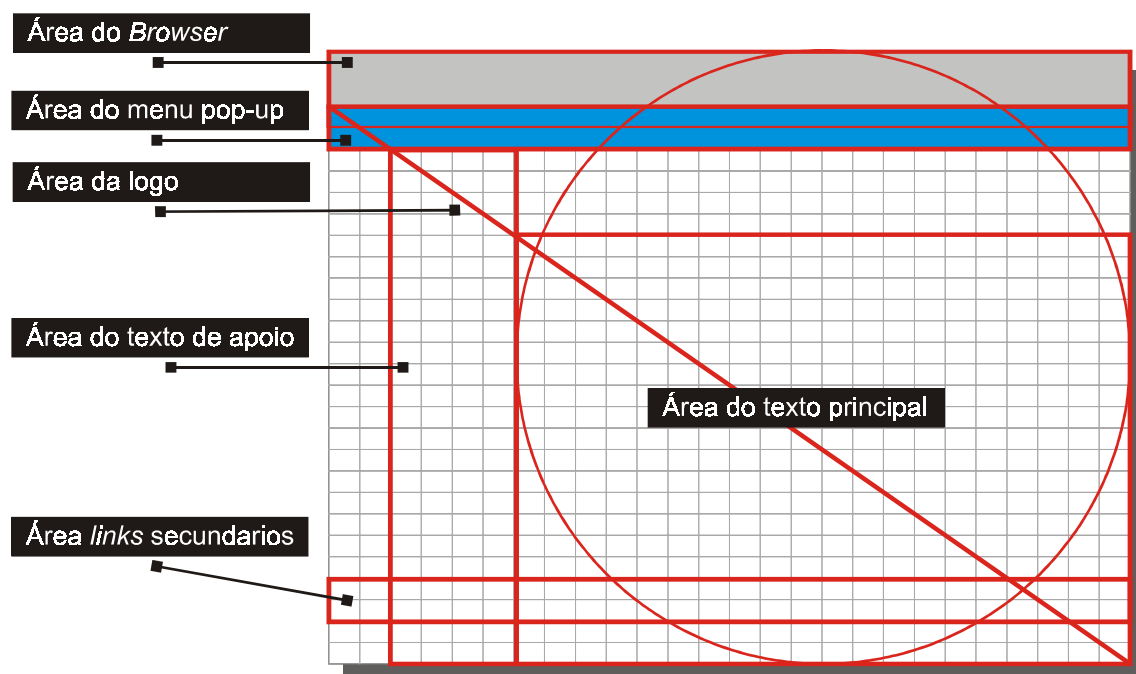 Área do Browser
Área do menu pop-up
Área da logo
Área do texto de apoio
Área do texto principal
Área links secundarios